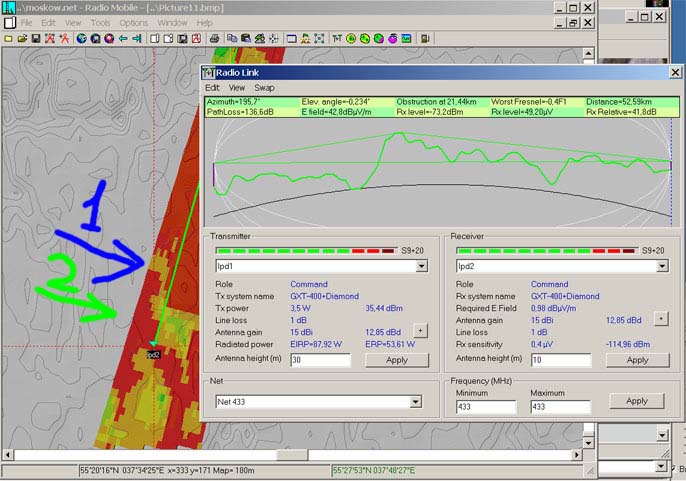 ..\moskow.net - Radio Mobile - [..\Picture11.bmp]
File Edit View Tools Options Window Help
Radio Link
Edit View Swap
Azimuth=195,7° Elev. angle=-0,234° Obstruction at 21,44km Worst Fresnel=-0,4F1 Distance=52,59km
PathLoss=136,6dB E field=42,8dBµV/m Rx level=-73,2dBm Rx level=49,20µV Rx Relative=41,8dB
1
2
lpd2
Transmitter Receiver
S9+20 S9+20
lpd1 lpd2
Role Command Role Command
Tx system name GXT-400+Diamond Rx system name GXT-400+Diamond
Tx power 3,5 W 35,44 dBm Required E Field 0,98 dBµV/m
Line loss 1 dB Antenna gain 15 dBi 12,85 dBd +
Antenna gain 15 dBi 12,85 dBd + Line loss 1 dB
Radiated power EIRP=87,92 W ERP=53,61 W Rx sensitivity 0,4 µV -114,96 dBm
Antenna height (m) 30 Apply Antenna height (m) 10 Apply
Net Frequency (MHz)
Minimum Maximum
Net 433 433 433 Apply
55°20'16"N 037°34'25"E x=333 y=171 Map= 180m 55°27'53"N 037°48'27"E